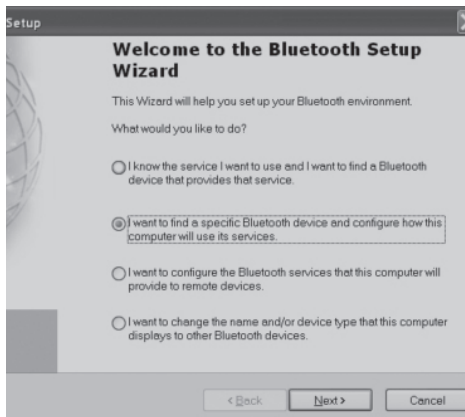 Setup
Welcome to the Bluetooth Setup
Wizard
This Wizard will help you set up your Bluetooth environment.
What would you like to do?
I know the service I want to use and I want to find a Bluetooth
device that provides that service.
I want to find a specific Bluetooth device and configure how this
computer will use its services.
I want to configure the Bluetooth services that this computer will
provide to remote devices.
I want to change the name and/or device type that this computer
displays to other Bluetooth devices.
< Back
Next >
Cancel